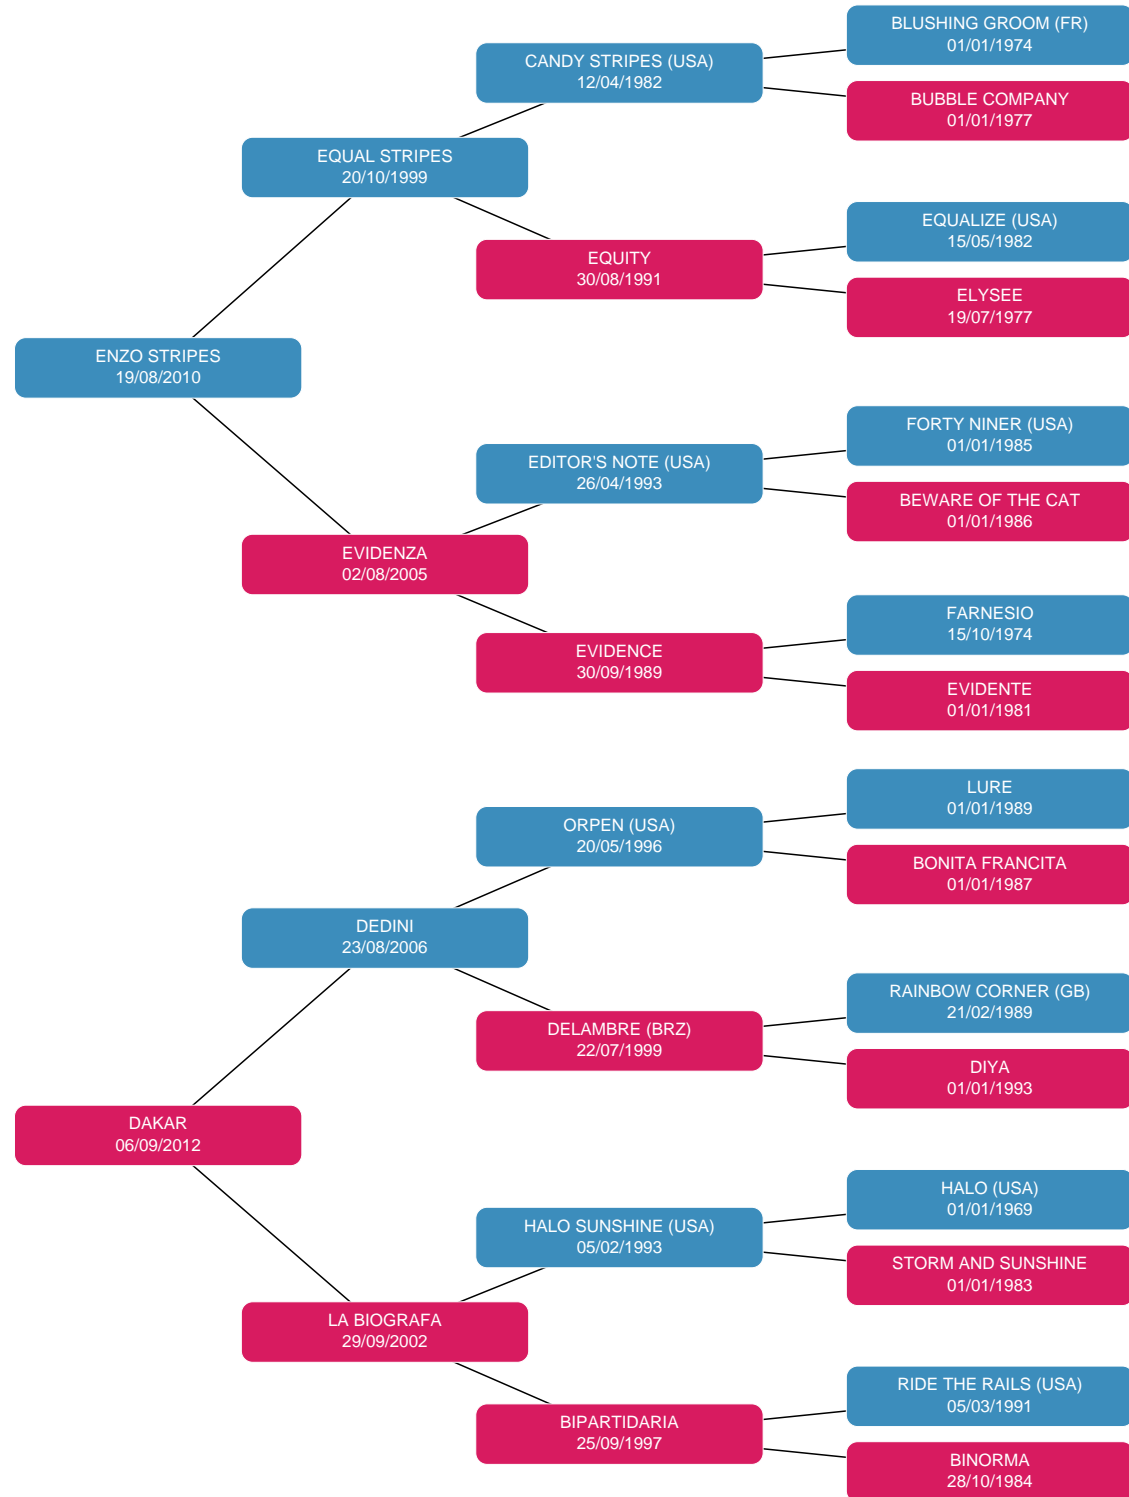 BLUSHING GROOM (FR)
01/01/1974
CANDY STRIPES (USA)
12/04/1982
BUBBLE COMPANY
01/01/1977
EQUAL STRIPES
20/10/1999
EQUALIZE (USA)
15/05/1982
EQUITY
30/08/1991
ELYSEE
19/07/1977
ENZO STRIPES
19/08/2010
FORTY NINER (USA)
01/01/1985
EDITOR'S NOTE (USA)
26/04/1993
BEWARE OF THE CAT
01/01/1986
EVIDENZA
02/08/2005
FARNESIO
15/10/1974
EVIDENCE
30/09/1989
EVIDENTE
01/01/1981
LURE
01/01/1989
ORPEN (USA)
20/05/1996
BONITA FRANCITA
01/01/1987
DEDINI
23/08/2006
RAINBOW CORNER (GB)
21/02/1989
DELAMBRE (BRZ)
22/07/1999
DIYA
01/01/1993
DAKAR
06/09/2012
HALO (USA)
01/01/1969
HALO SUNSHINE (USA)
05/02/1993
STORM AND SUNSHINE
01/01/1983
LA BIOGRAFA
29/09/2002
RIDE THE RAILS (USA)
05/03/1991
BIPARTIDARIA
25/09/1997
BINORMA
28/10/1984